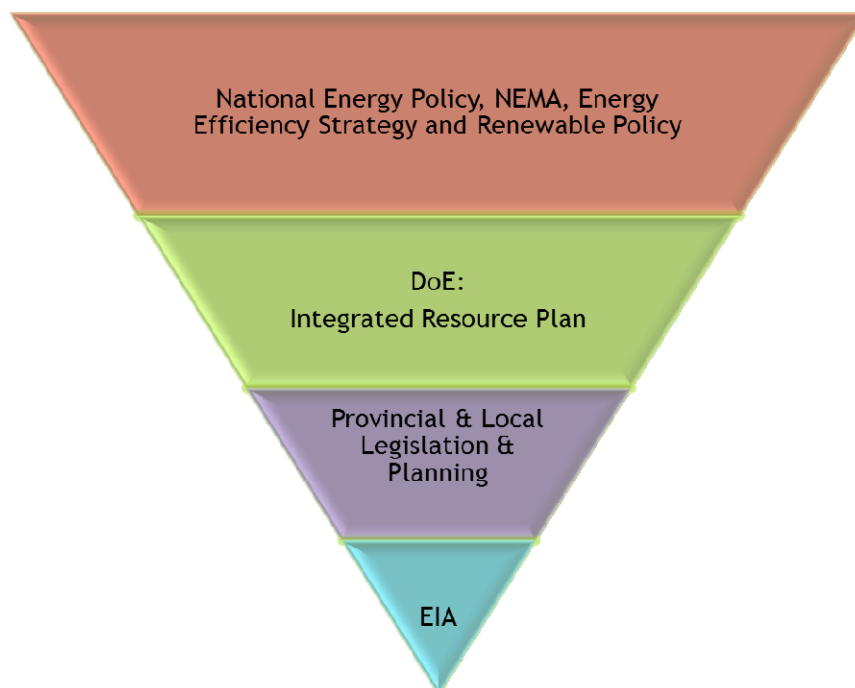 National Energy Policy, NEMA, Energy
Efficiency Strategy and Renewable Policy
DoE:
Integrated Resource Plan
Provincial & Local
Legislation &
Planning
EIA